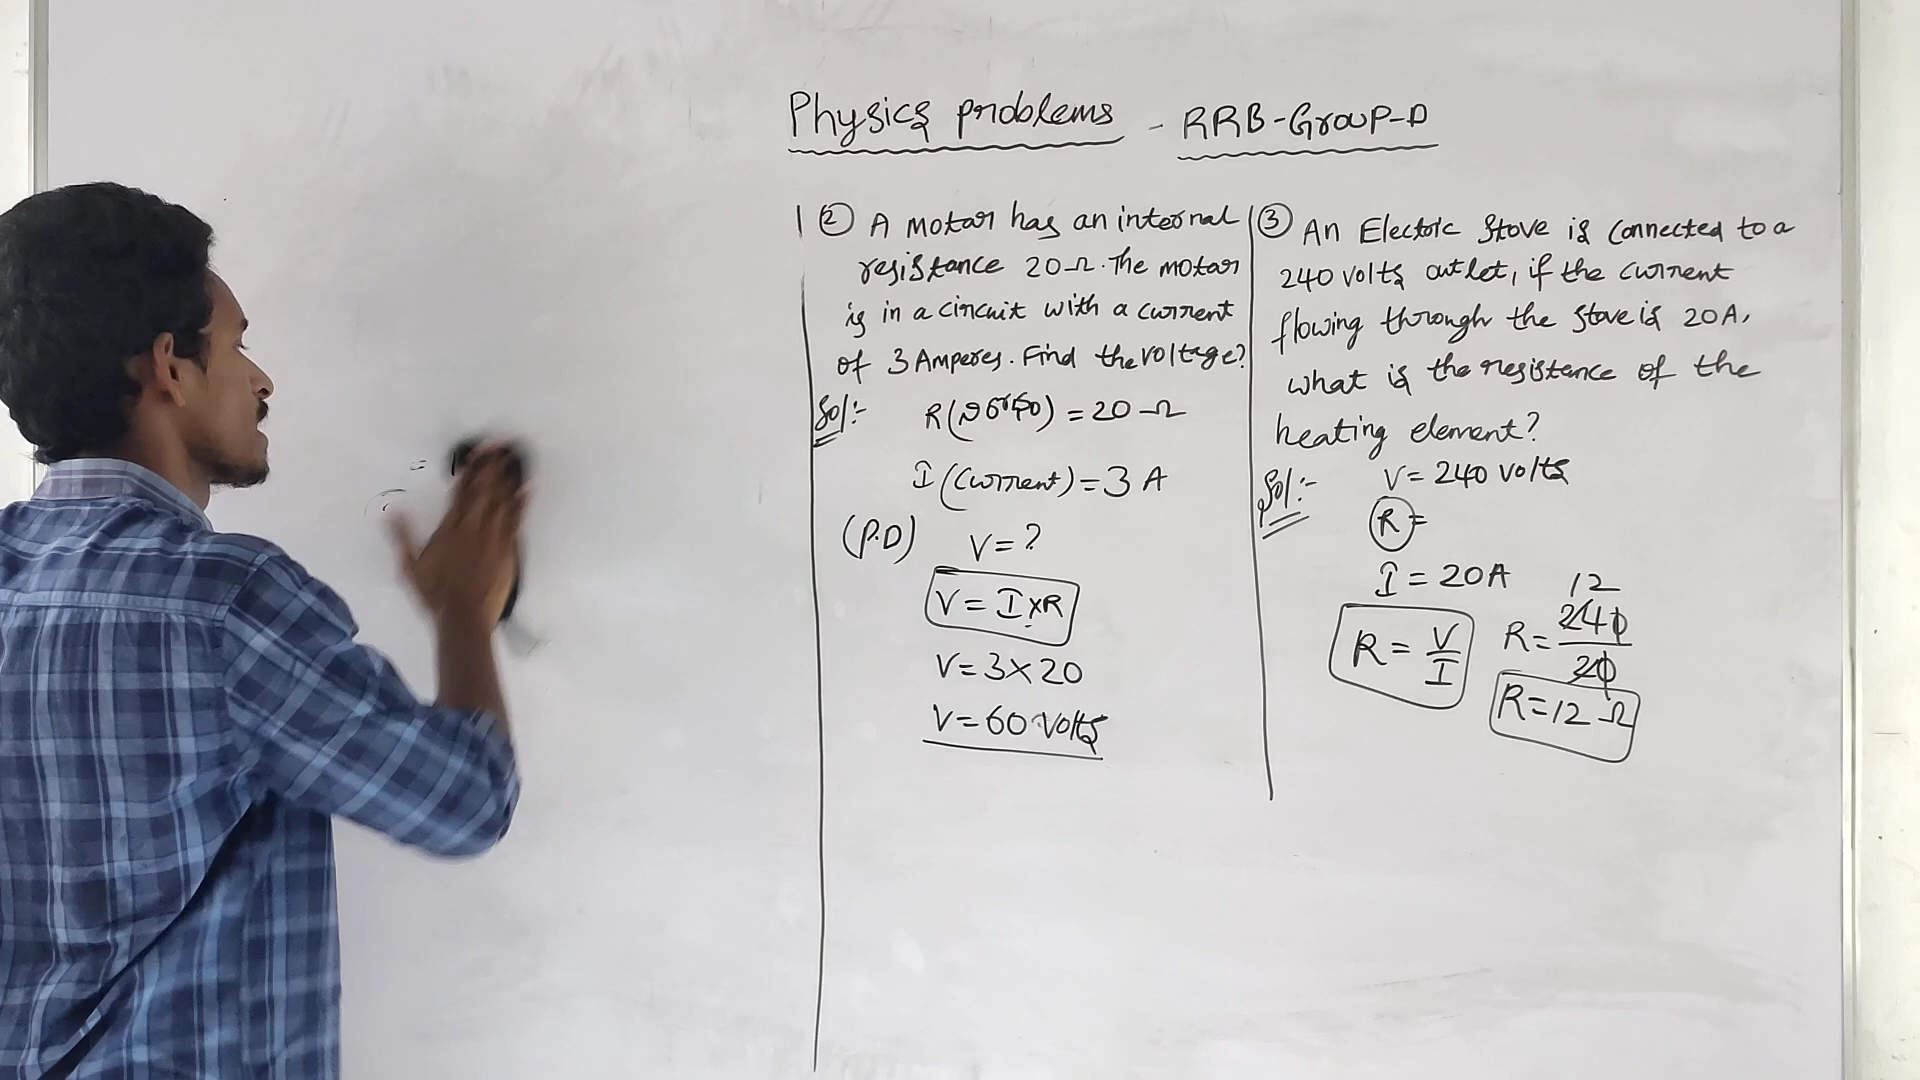 Physics problems - RRB-Group-D
② A motor has an internal
resistance 20Ω. The motor
is in a circuit with a current
of 3 Amperes. Find the voltage?
Sol:- R( ) = 20 Ω
I (current) = 3 A
(P.D) V = ?
V = I×R
V = 3×20
V = 60 volts
③ An Electric stove is connected to a
240 volts outlet, if the current
flowing through the stove is 20A,
what is the resistance of the
heating element?
Sol:- V = 240 volts
R =
I = 20A
R = V/I
12
R = 240/20
R = 12 Ω